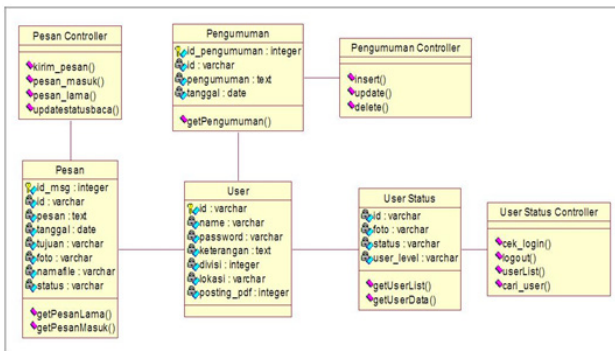 Pesan Controller
kirim_pesan()
pesan_masuk()
pesan_lama()
updatestatusbaca()
Pengumuman
id_pengumuman : integer
id : varchar
pengumuman : text
tanggal : date
getPengumuman()
Pengumuman Controller
insert()
update()
delete()
Pesan
id_msg : integer
id : varchar
pesan : text
tanggal : date
tujuan : varchar
foto : varchar
namafile : varchar
status : varchar
getPesanLama()
getPesanMasuk()
User
id : varchar
name : varchar
password : varchar
keterangan : text
divisi : integer
lokasi : varchar
posting_pdf : integer
User Status
id : varchar
foto : varchar
status : varchar
user_level : varchar
getUserList()
getUserData()
User Status Controller
cek_login()
logout()
userList()
cari_user()